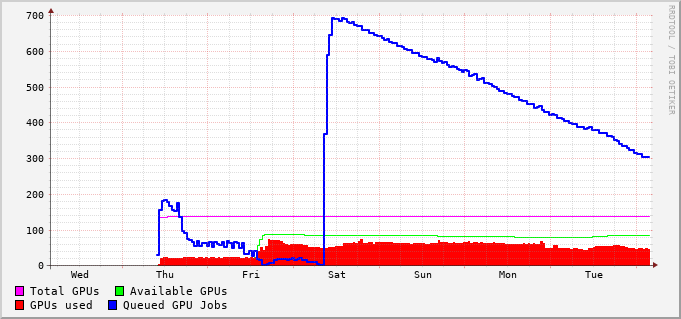 700
600
500
400
300
200
100
0
Wed Thu Fri Sat Sun Mon Tue
RRDTOOL / TOBI OETIKER
Total GPUs Available GPUs
GPUs used Queued GPU Jobs